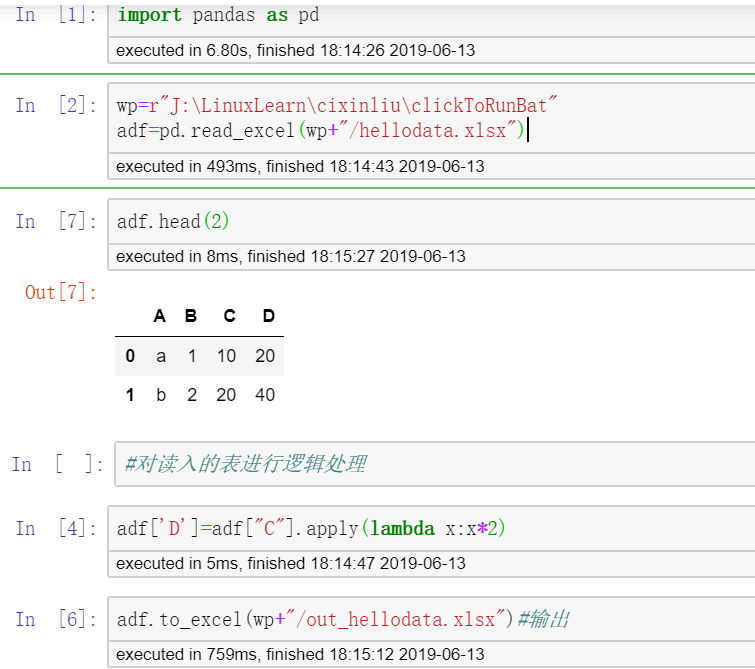 In [1]: import pandas as pd
executed in 6.80s, finished 18:14:26 2019-06-13
In [2]: wp=r"J:\LinuxLearn\cixinliu\clickToRunBat"
adf=pd.read_excel(wp+"/hellodata.xlsx")
executed in 493ms, finished 18:14:43 2019-06-13
In [7]: adf.head(2)
executed in 8ms, finished 18:15:27 2019-06-13
Out[7]:
A B C D
0 a 1 10 20
1 b 2 20 40
In [ ]: #对读入的表进行逻辑处理
In [4]: adf['D']=adf["C"].apply(lambda x:x*2)
executed in 5ms, finished 18:14:47 2019-06-13
In [6]: adf.to_excel(wp+"/out_hellodata.xlsx")#输出
executed in 759ms, finished 18:15:12 2019-06-13